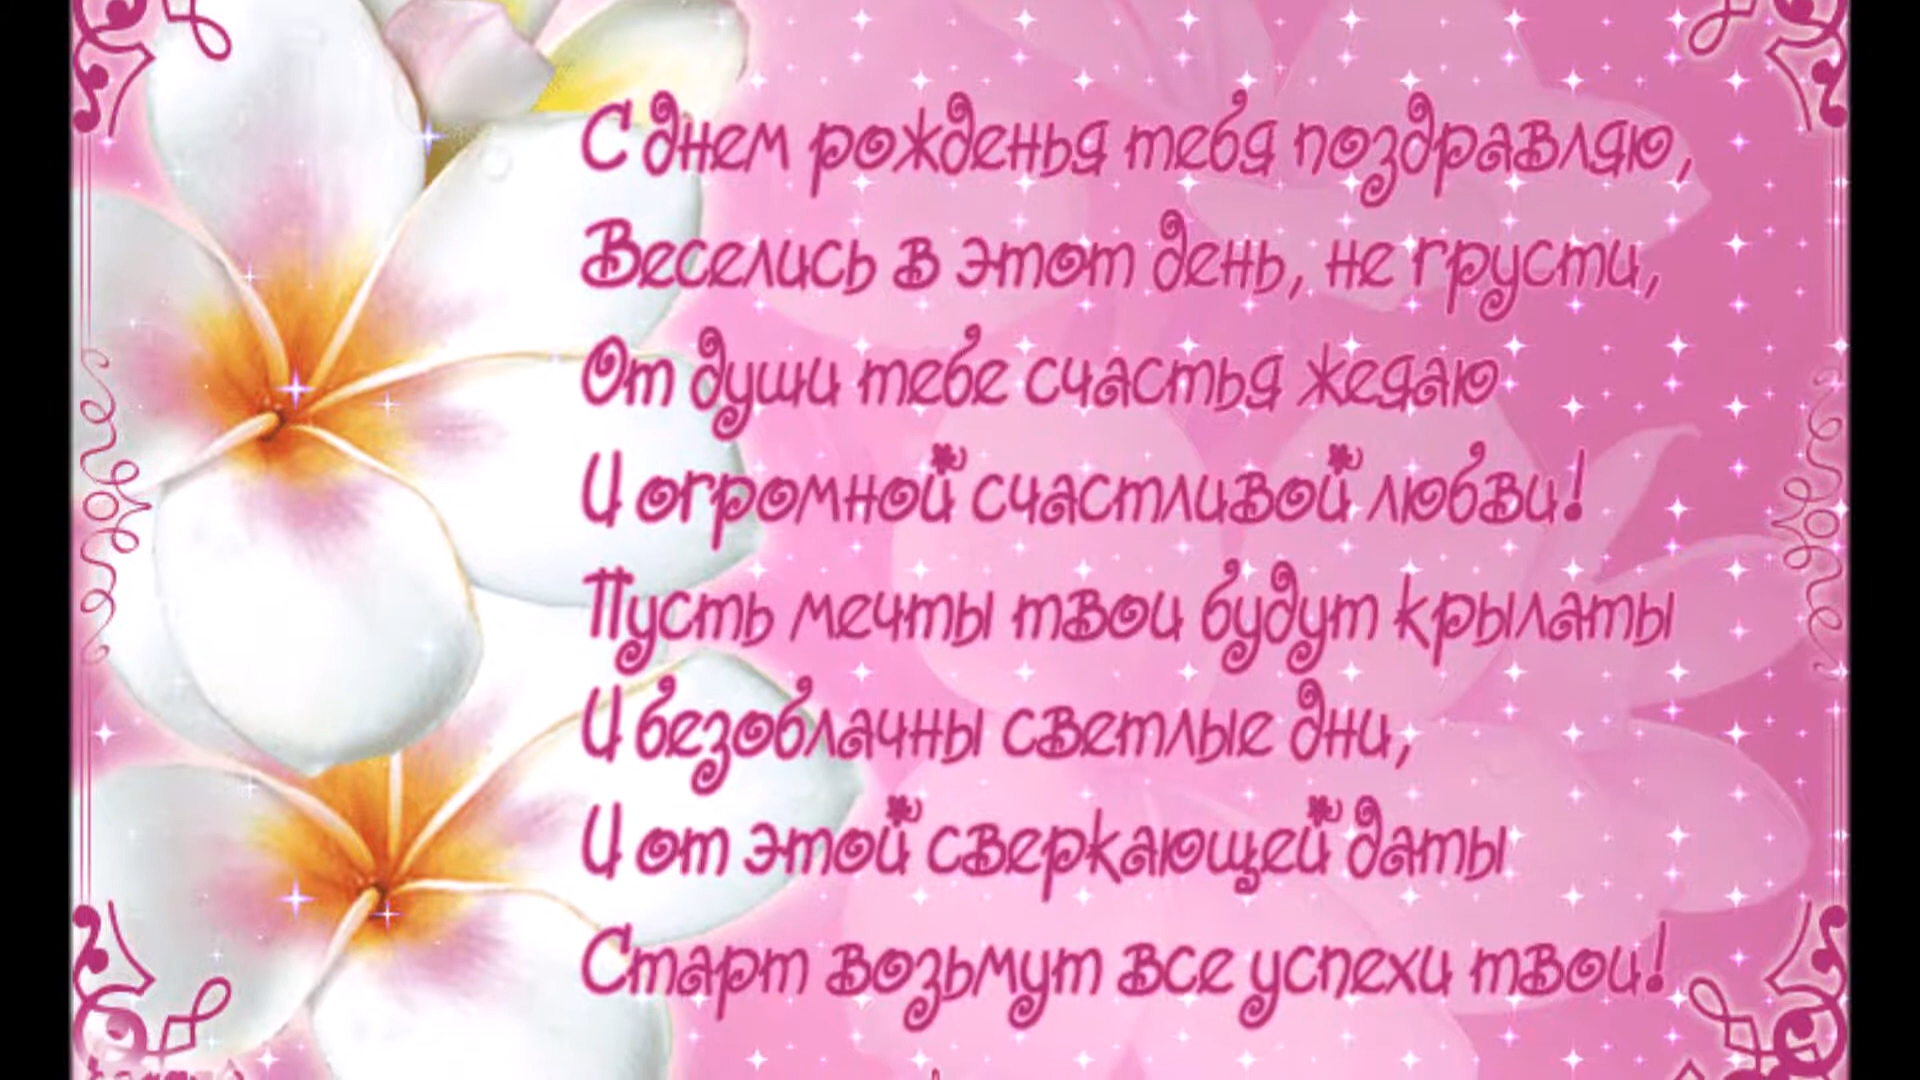 С днем рожденья тебя поздравляю,
Веселись в этот день, не грусти,
От души тебе счастья жедаю
И огромной счастливой любви!
Пусть мечты твои будут крылаты
И безоблачны светлые дни,
И от этой сверкающей даты
Старт возьмут все успехи твои!